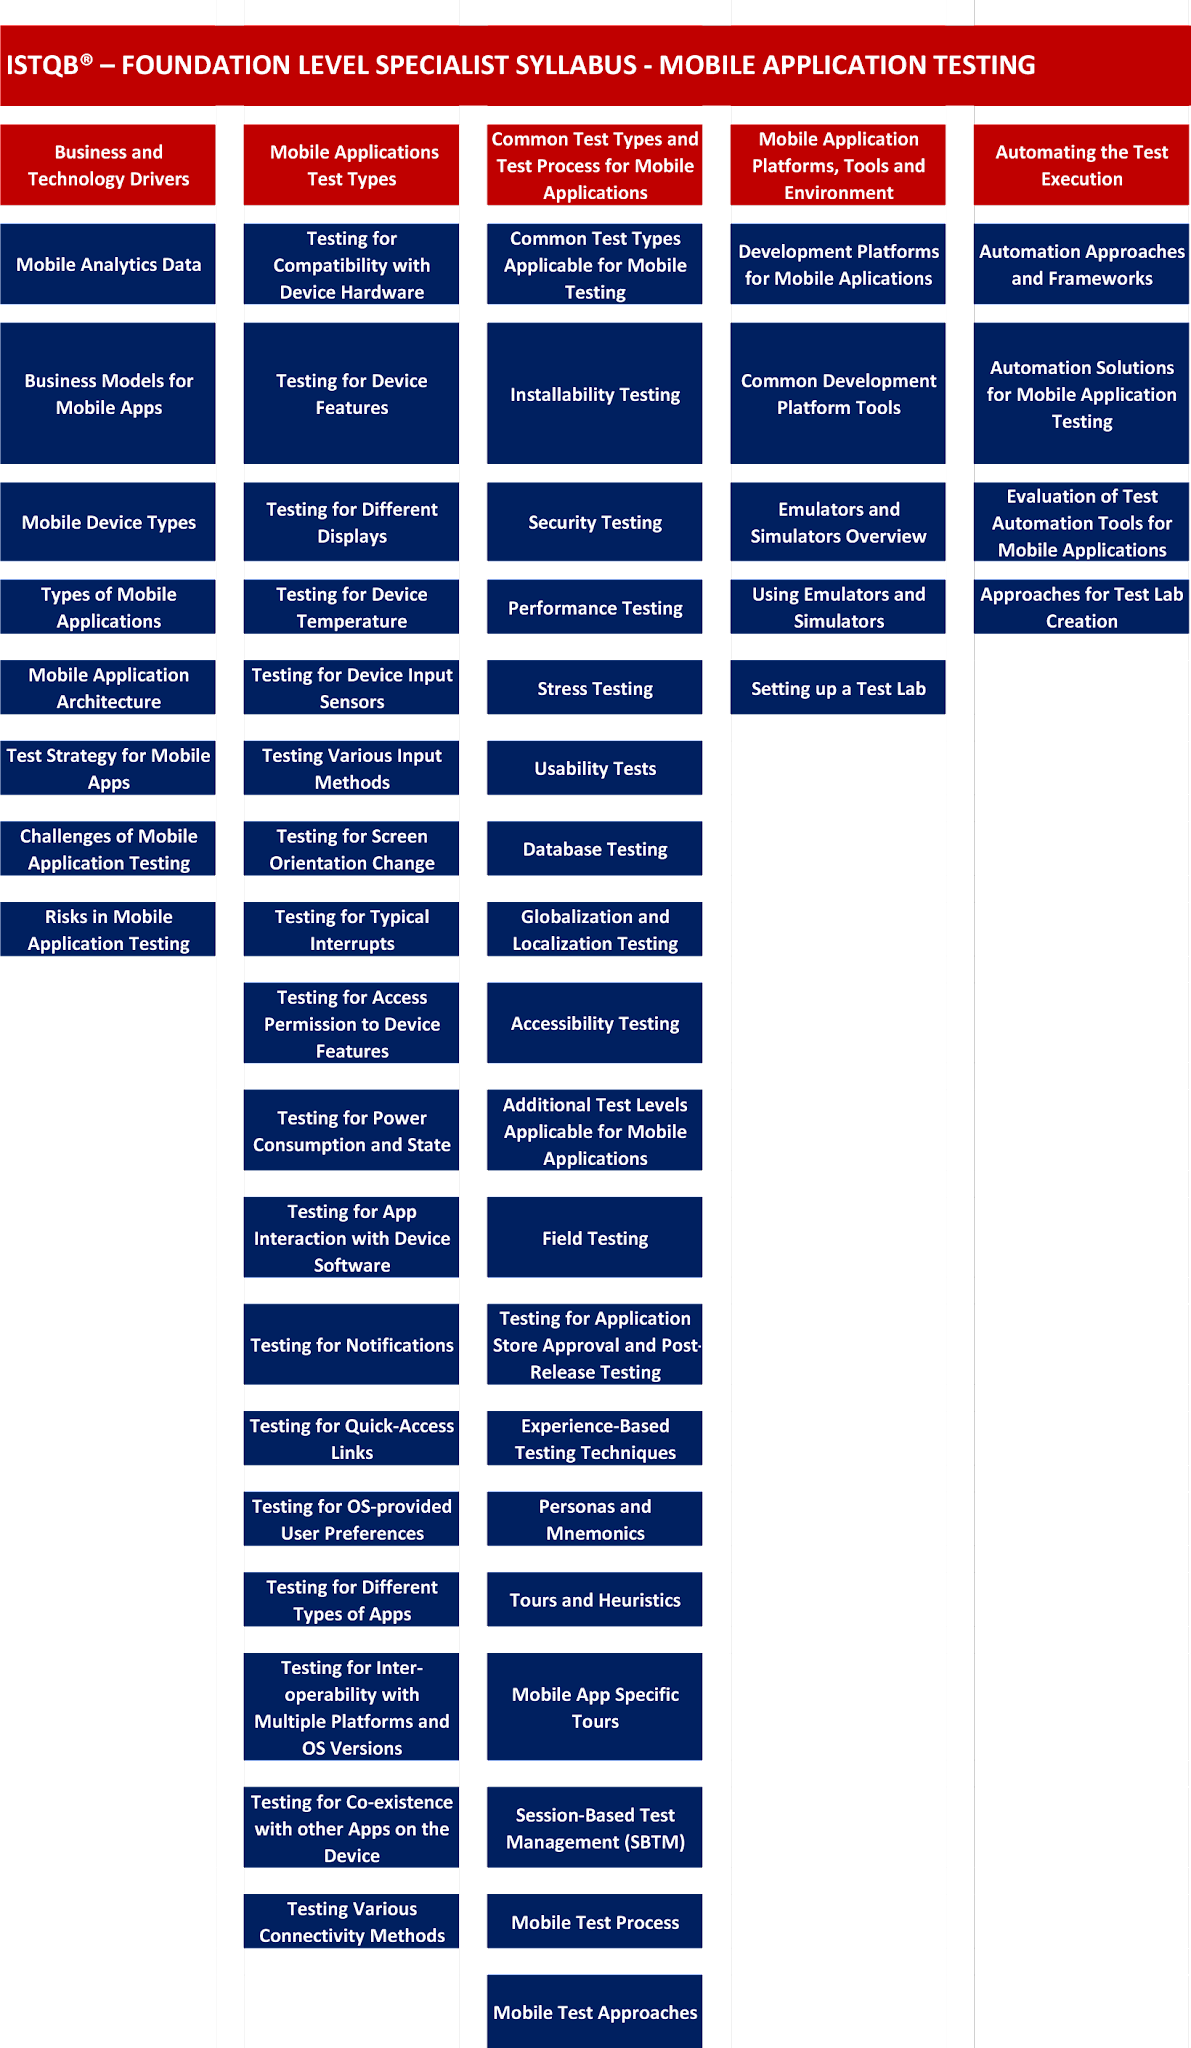 ISTQB® – FOUNDATION LEVEL SPECIALIST SYLLABUS - MOBILE APPLICATION TESTING
Business and
Technology Drivers
Mobile Analytics Data
Business Models for
Mobile Apps
Mobile Device Types
Types of Mobile
Applications
Mobile Application
Architecture
Test Strategy for Mobile
Apps
Challenges of Mobile
Application Testing
Risks in Mobile
Application Testing
Mobile Applications
Test Types
Testing for
Compatibility with
Device Hardware
Testing for Device
Features
Testing for Different
Displays
Testing for Device
Temperature
Testing for Device Input
Sensors
Testing Various Input
Methods
Testing for Screen
Orientation Change
Testing for Typical
Interrupts
Testing for Access
Permission to Device
Features
Testing for Power
Consumption and State
Testing for App
Interaction with Device
Software
Testing for Notifications
Testing for Quick-Access
Links
Testing for OS-provided
User Preferences
Testing for Different
Types of Apps
Testing for Inter-
operability with
Multiple Platforms and
OS Versions
Testing for Co-existence
with other Apps on the
Device
Testing Various
Connectivity Methods
Common Test Types and
Test Process for Mobile
Applications
Common Test Types
Applicable for Mobile
Testing
Installability Testing
Security Testing
Performance Testing
Stress Testing
Usability Tests
Database Testing
Globalization and
Localization Testing
Accessibility Testing
Additional Test Levels
Applicable for Mobile
Applications
Field Testing
Testing for Application
Store Approval and Post-
Release Testing
Experience-Based
Testing Techniques
Personas and
Mnemonics
Tours and Heuristics
Mobile App Specific
Tours
Session-Based Test
Management (SBTM)
Mobile Test Process
Mobile Test Approaches
Mobile Application
Platforms, Tools and
Environment
Development Platforms
for Mobile Aplications
Common Development
Platform Tools
Emulators and
Simulators Overview
Using Emulators and
Simulators
Setting up a Test Lab
Automating the Test
Execution
Automation Approaches
and Frameworks
Automation Solutions
for Mobile Application
Testing
Evaluation of Test
Automation Tools for
Mobile Applications
Approaches for Test Lab
Creation